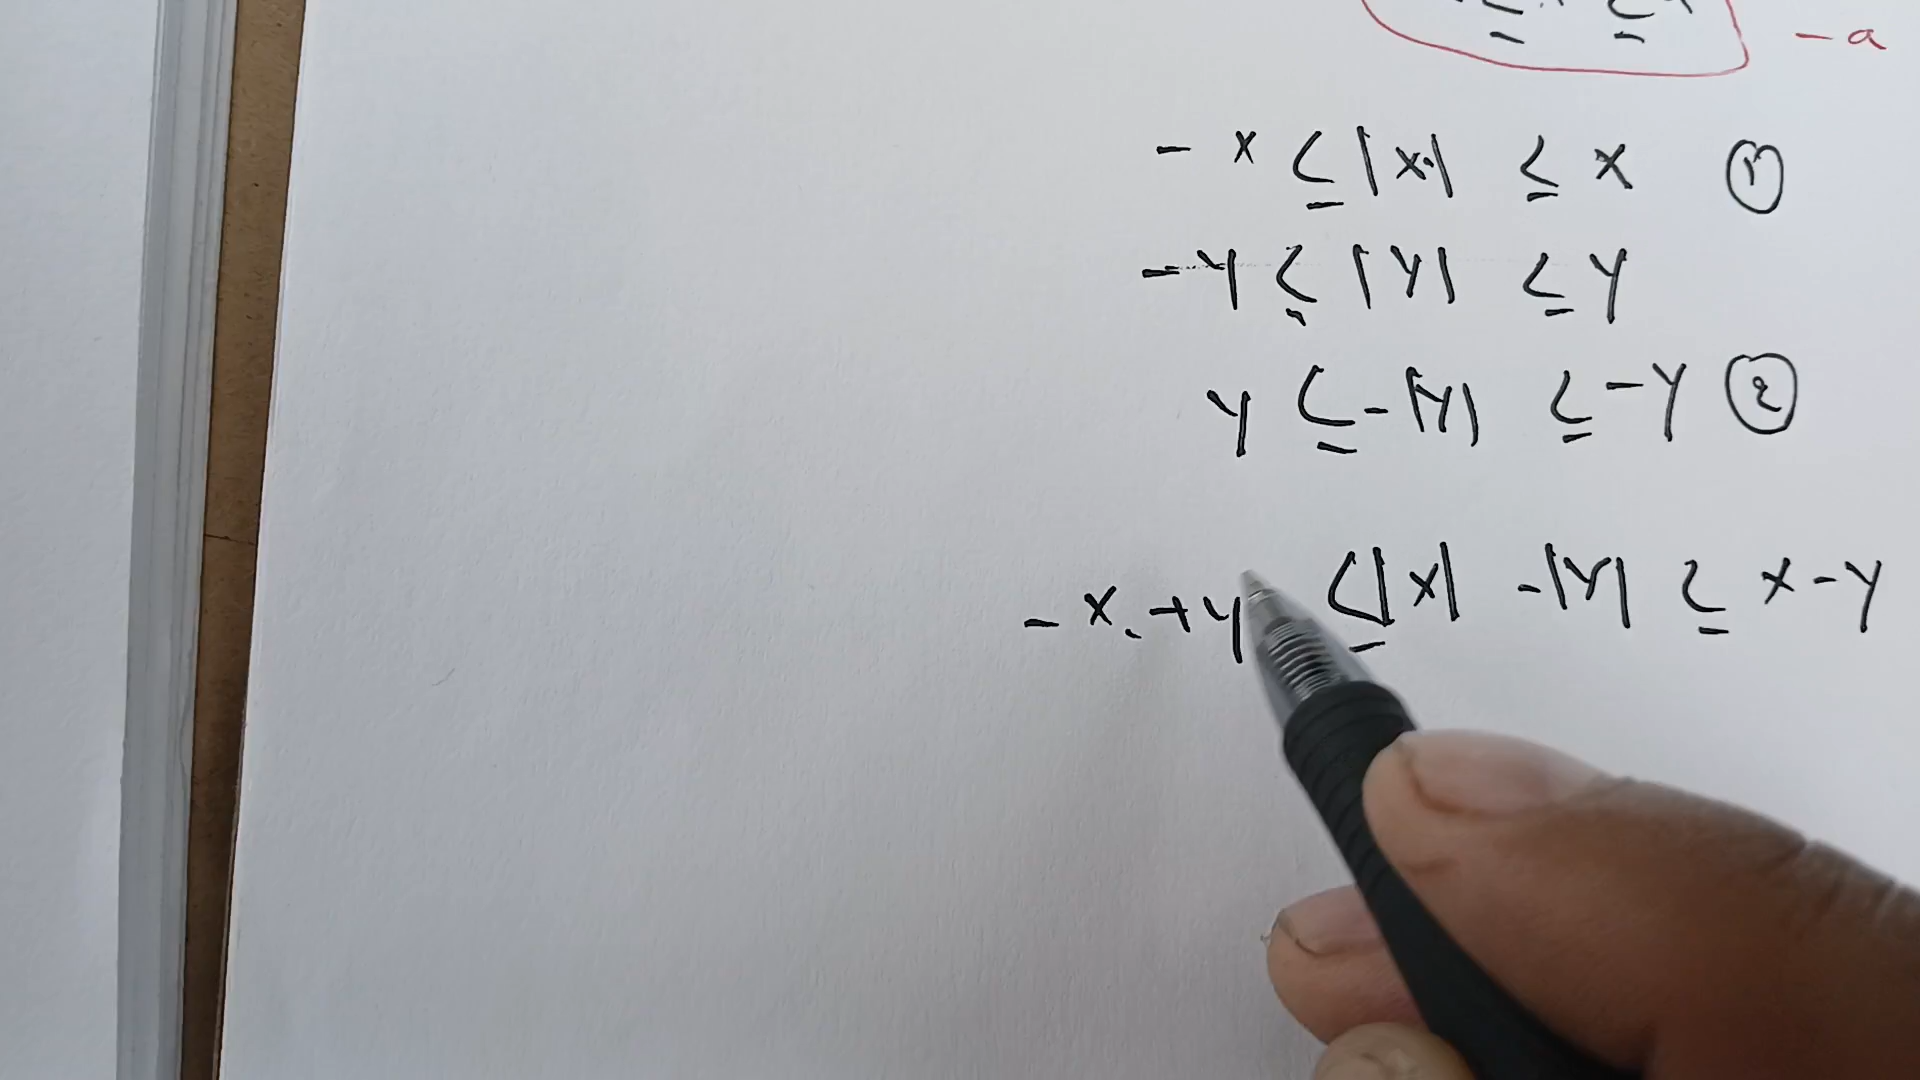 - a
- x ≤ |x| ≤ x ①
- y ≤ |y| ≤ y
y ≤ - |y| ≤ - y ②
- x + y ≤ |x| - |y| ≤ x - y